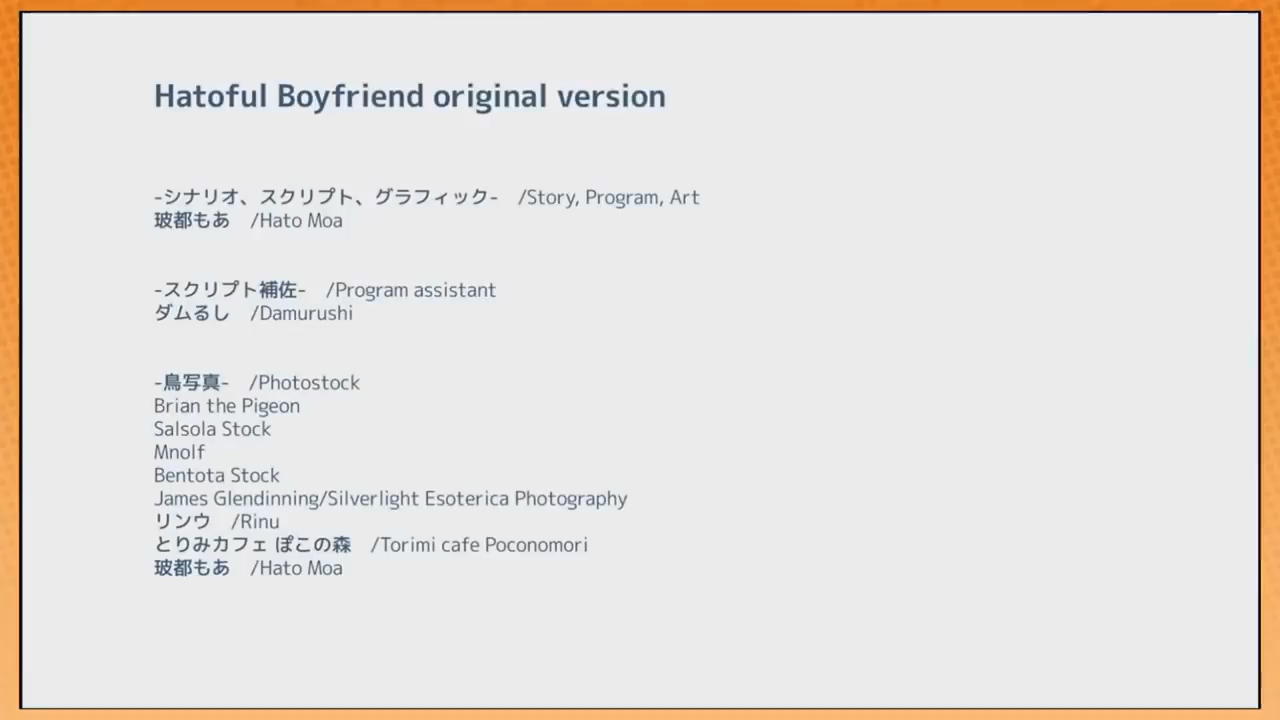 Hatoful Boyfriend original version
-シナリオ、スクリプト、グラフィック-　/Story, Program, Art
玻都もあ　/Hato Moa
-スクリプト補佐-　/Program assistant
ダムるし　/Damurushi
-鳥写真-　/Photostock
Brian the Pigeon
Salsola Stock
Mnolf
Bentota Stock
James Glendinning/Silverlight Esoterica Photography
リンウ　/Rinu
とりみカフェ ぽこの森　/Torimi cafe Poconomori
玻都もあ　/Hato Moa